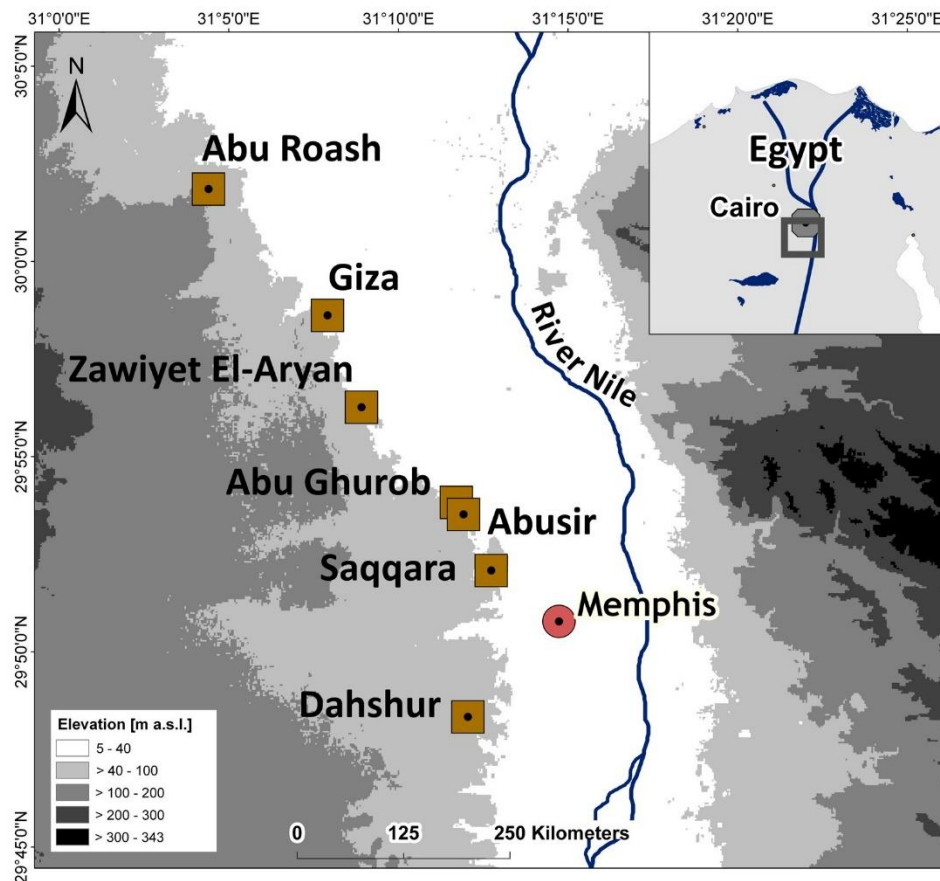 31°0'0"E
31°5'0"E
31°10'0"E
31°15'0"E
31°20'0"E
31°25'0"E
30°5'0"N
30°0'0"N
29°55'0"N
29°50'0"N
29°45'0"N
N
Egypt
Cairo
Abu Roash
Giza
River Nile
Zawiyet El-Aryan
Abu Ghurob
Abusir
Saqqara
Memphis
Dahshur
Elevation [m a.s.l.]
5 - 40
> 40 - 100
> 100 - 200
> 200 - 300
> 300 - 343
0 125 250 Kilometers